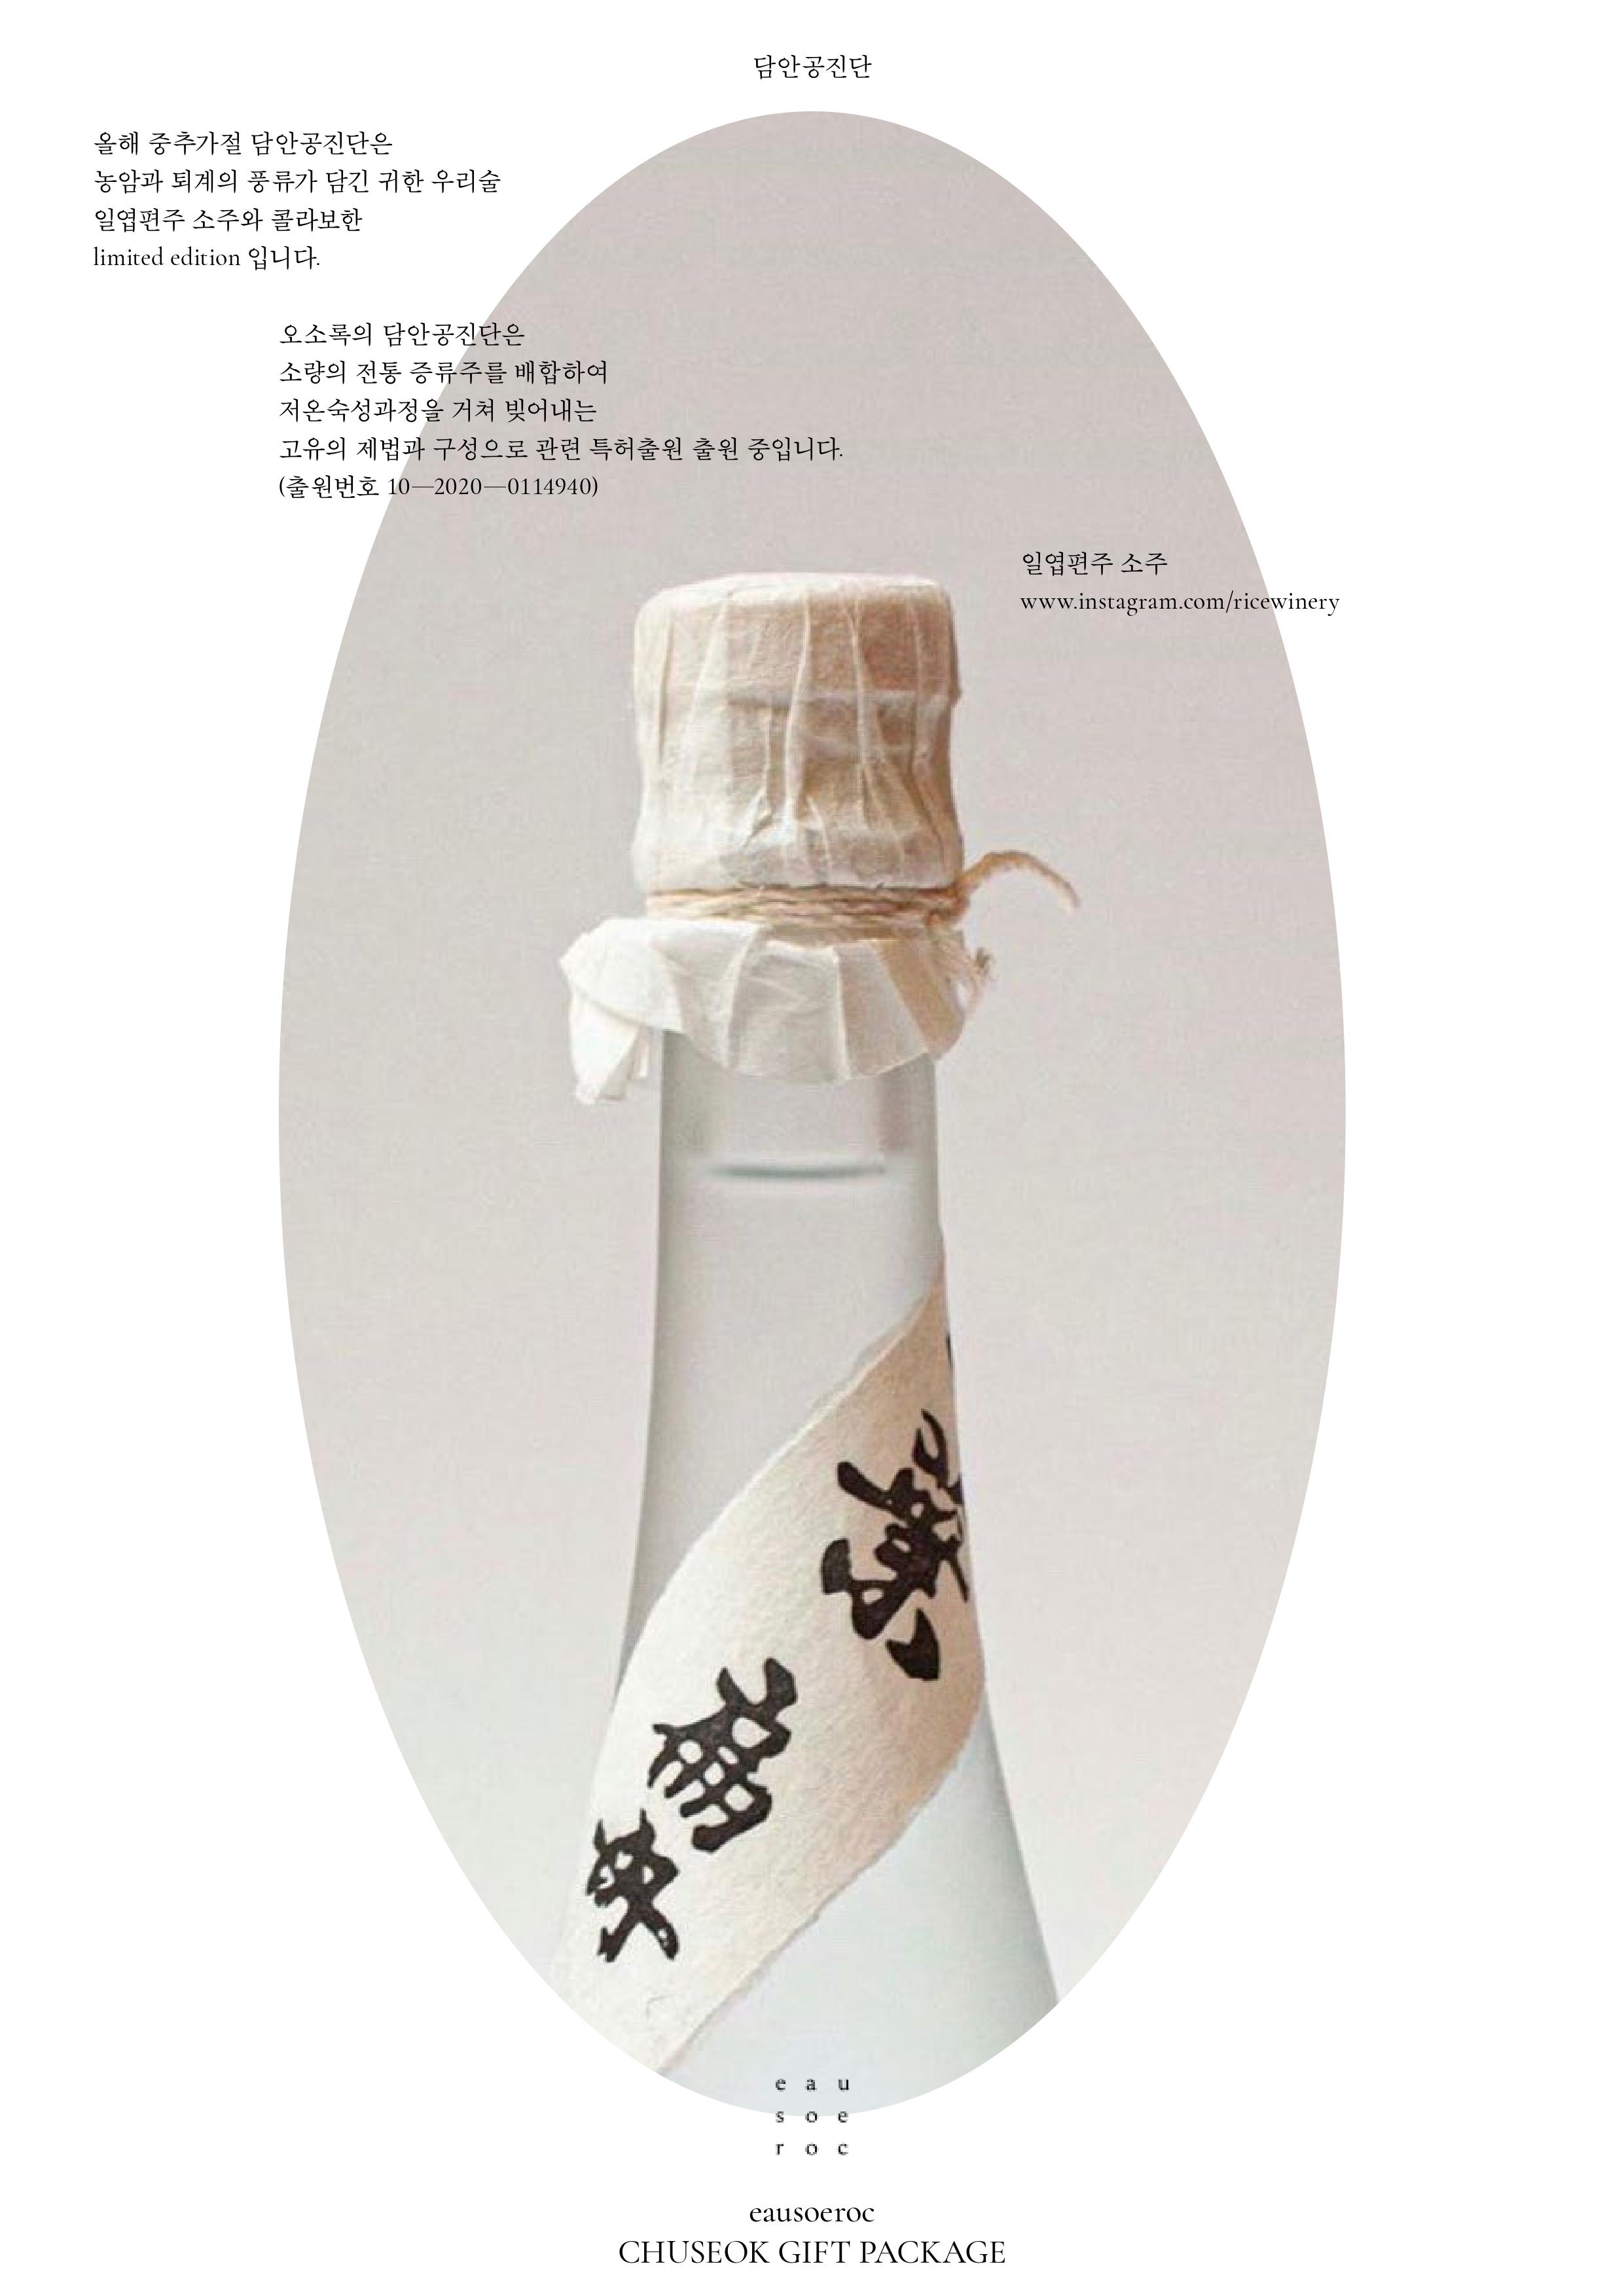 담안공진단
올해 중추가절 담안공진단은
농암과 퇴계의 풍류가 담긴 귀한 우리술
일엽편주 소주와 콜라보한
limited edition 입니다.
오소록의 담안공진단은
소량의 전통 증류주를 배합하여
저온숙성과정을 거쳐 빚어내는
고유의 제법과 구성으로 관련 특허출원 출원 중입니다.
(출원번호 10—2020—0114940)
일엽편주 소주
www.instagram.com/ricewinery
e a u
s o e
r o c
eausoeroc
CHUSEOK GIFT PACKAGE